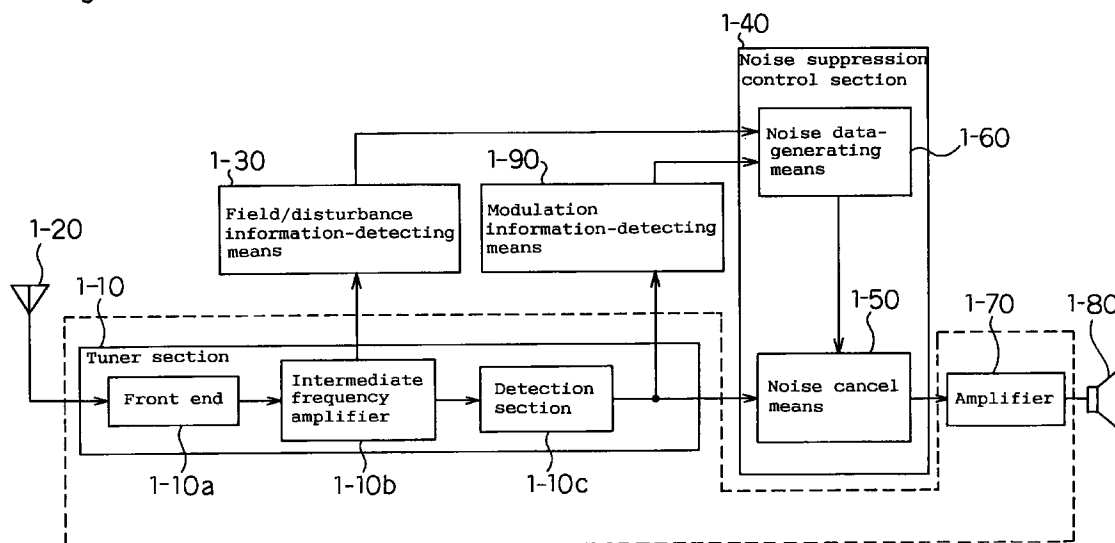 1-40
Noise suppression
control section
Noise data-
generating
means
1-60
1-30
1-90
Field/disturbance
information-detecting
means
Modulation
information-detecting
means
1-20
1-10
1-50
1-70
1-80
Tuner section
Front end
Intermediate
frequency
amplifier
Detection
section
Noise cancel
means
Amplifier
1-10a
1-10b
1-10c